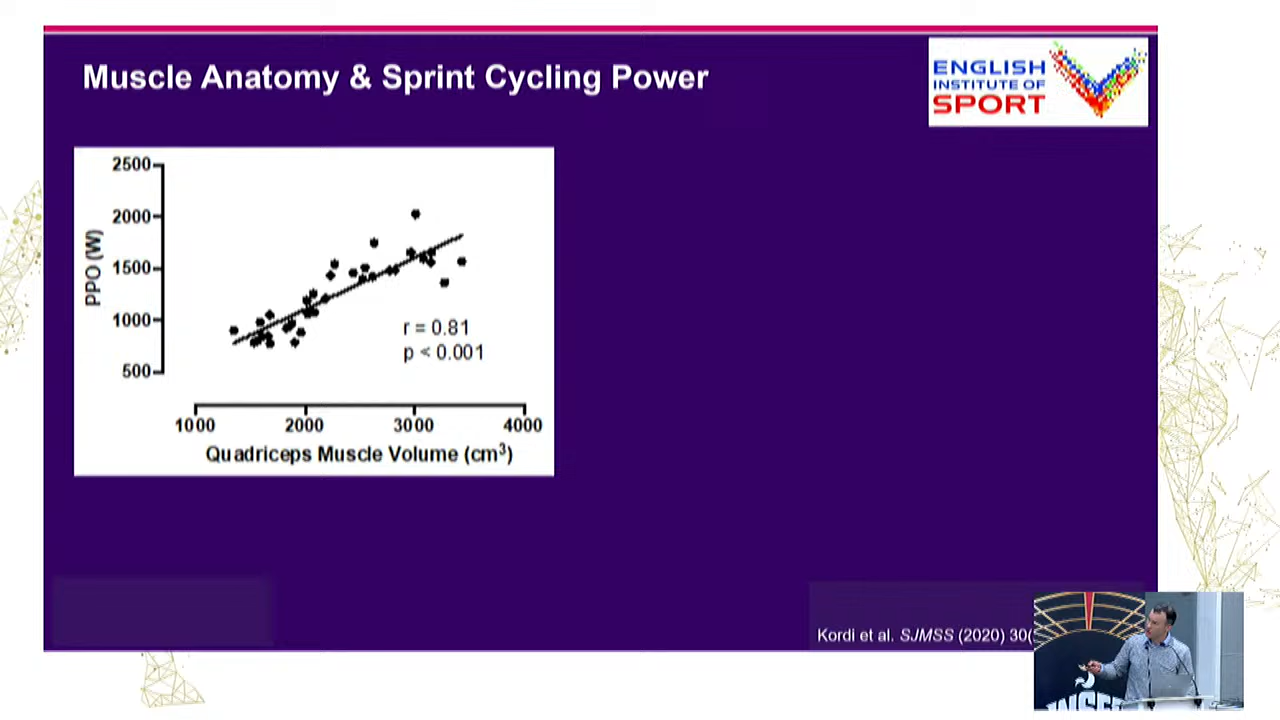 Muscle Anatomy & Sprint Cycling Power
ENGLISH
INSTITUTE OF
SPORT
2500
2000
1500
1000
500
PPO (W)
r = 0.81
p < 0.001
1000 2000 3000 4000
Quadriceps Muscle Volume (cm³)
Kordi et al. SJMSS (2020) 30(